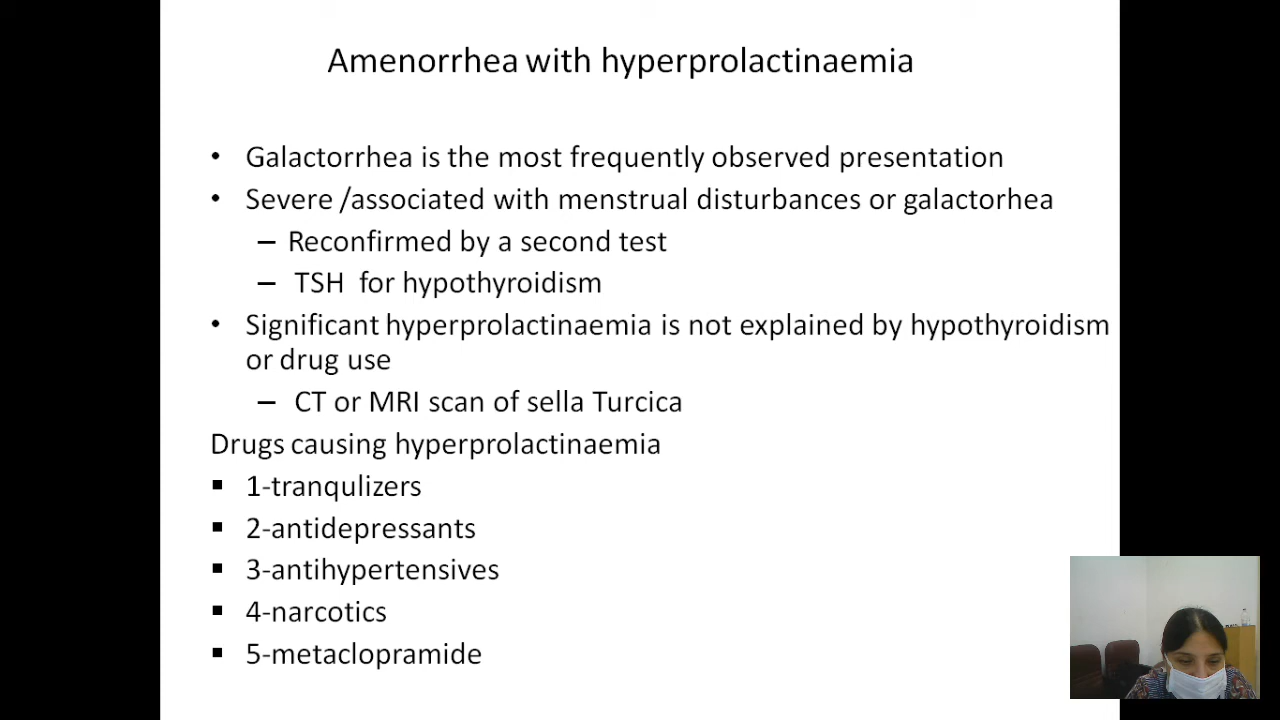 Amenorrhea with hyperprolactinaemia
• Galactorrhea is the most frequently observed presentation
• Severe /associated with menstrual disturbances or galactorhea
– Reconfirmed by a second test
– TSH for hypothyroidism
• Significant hyperprolactinaemia is not explained by hypothyroidism
or drug use
– CT or MRI scan of sella Turcica
Drugs causing hyperprolactinaemia
▪ 1-tranqulizers
▪ 2-antidepressants
▪ 3-antihypertensives
▪ 4-narcotics
▪ 5-metaclopramide